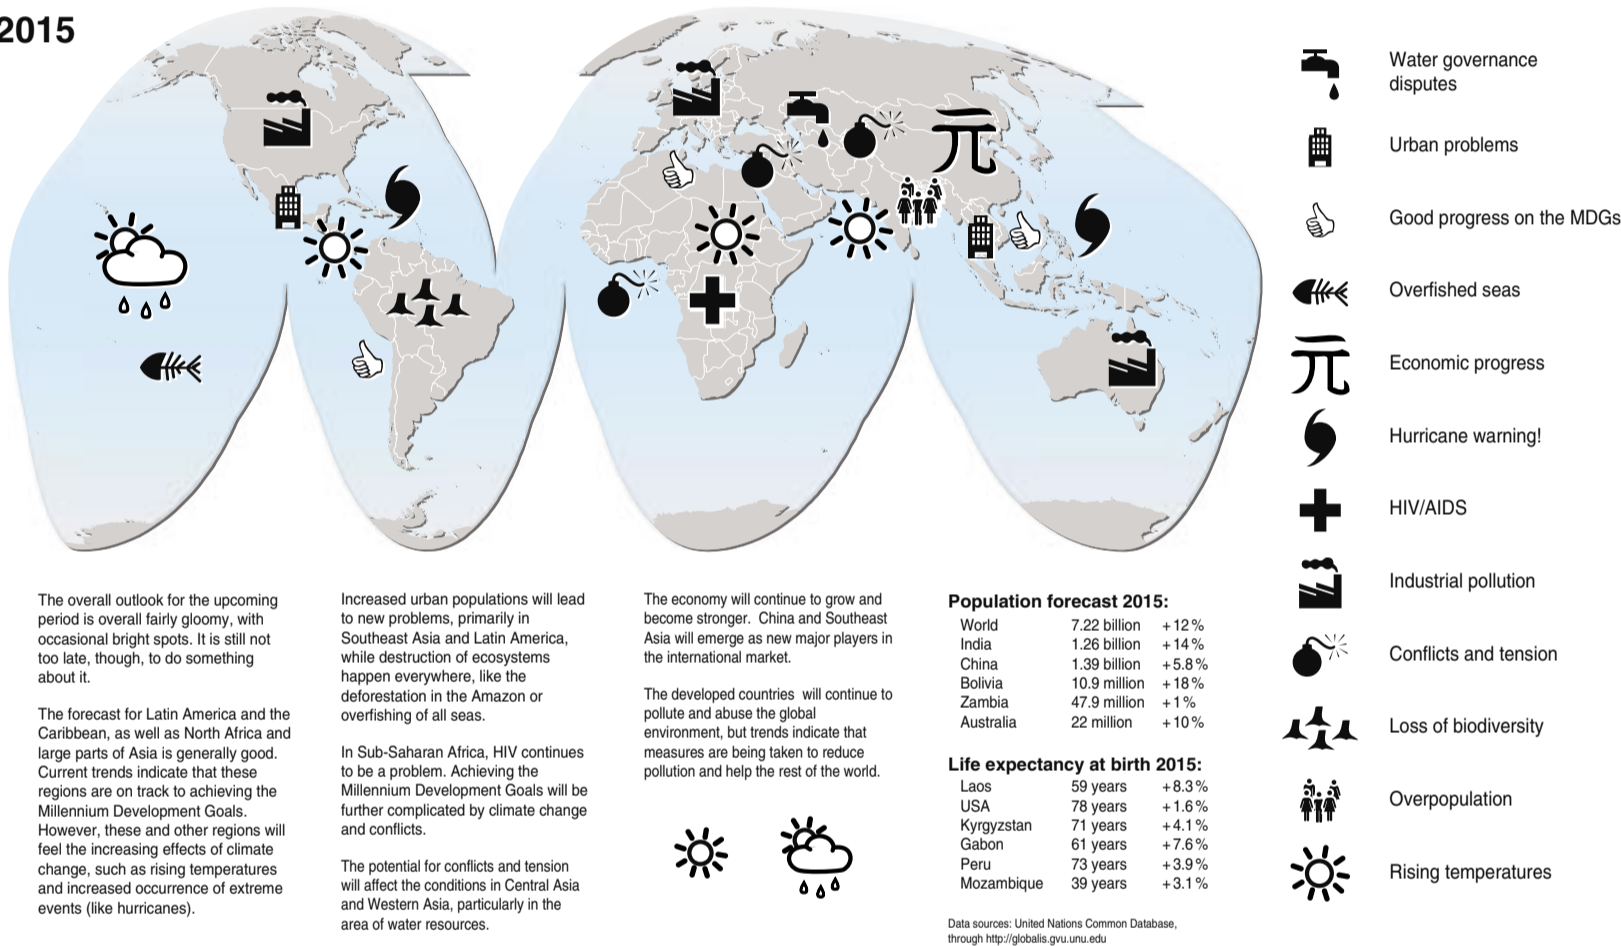 2015
Water governance
disputes
Urban problems
Good progress on the MDGs
Overfished seas
元
元
Economic progress
Hurricane warning!
HIV/AIDS
Industrial pollution
Conflicts and tension
Loss of biodiversity
Overpopulation
Rising temperatures
The overall outlook for the upcoming
period is overall fairly gloomy, with
occasional bright spots. It is still not
too late, though, to do something
about it.
The forecast for Latin America and the
Caribbean, as well as North Africa and
large parts of Asia is generally good.
Current trends indicate that these
regions are on track to achieving the
Millennium Development Goals.
However, these and other regions will
feel the increasing effects of climate
change, such as rising temperatures
and increased occurrence of extreme
events (like hurricanes).
Increased urban populations will lead
to new problems, primarily in
Southeast Asia and Latin America,
while destruction of ecosystems
happen everywhere, like the
deforestation in the Amazon or
overfishing of all seas.
In Sub-Saharan Africa, HIV continues
to be a problem. Achieving the
Millennium Development Goals will be
further complicated by climate change
and conflicts.
The potential for conflicts and tension
will affect the conditions in Central Asia
and Western Asia, particularly in the
area of water resources.
The economy will continue to grow and
become stronger. China and Southeast
Asia will emerge as new major players in
the international market.
The developed countries will continue to
pollute and abuse the global
environment, but trends indicate that
measures are being taken to reduce
pollution and help the rest of the world.
Population forecast 2015:
World 7.22 billion +12%
India 1.26 billion +14%
China 1.39 billion +5.8%
Bolivia 10.9 million +18%
Zambia 47.9 million +1%
Australia 22 million +10%
Life expectancy at birth 2015:
Laos 59 years +8.3%
USA 78 years +1.6%
Kyrgyzstan 71 years +4.1%
Gabon 61 years +7.6%
Peru 73 years +3.9%
Mozambique 39 years +3.1%
Data sources: United Nations Common Database,
through http://globalis.gvu.unu.edu